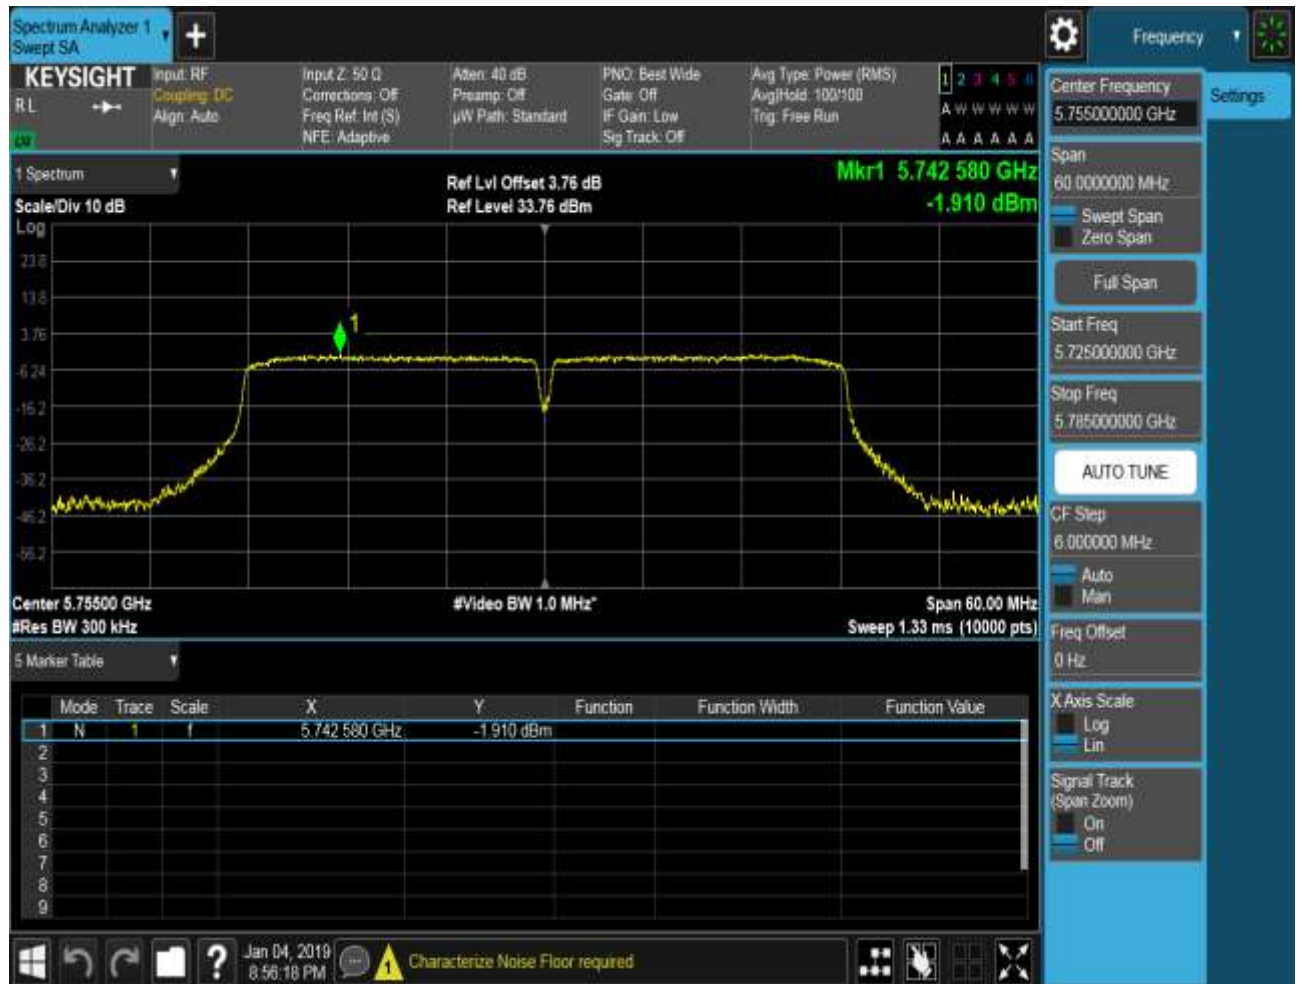 Spectrum Analyzer 1
Swept SA
Frequency
KEYSIGHT
R L
Input: RF
Coupling: DC
Align: Auto
Input Z: 50 Ω
Corrections: Off
Freq Ref: Int (S)
NFE: Adaptive
Atten: 40 dB
Preamp: Off
µW Path: Standard
PNO: Best Wide
Gate: Off
IF Gain: Low
Sig Track: Off
Avg Type: Power (RMS)
Avg|Hold: 100/100
Trig: Free Run
1 2 3 4 5 6
A W W W W W
A A A A A A
1 Spectrum
Scale/Div 10 dB
Ref Lvl Offset 3.76 dB
Ref Level 33.76 dBm
Mkr1 5.742 580 GHz
-1.910 dBm
Log
23.8
13.8
3.76
-6.24
-16.2
-26.2
-36.2
-46.2
-56.2
1
Center 5.75500 GHz
#Video BW 1.0 MHz*
Span 60.00 MHz
#Res BW 300 kHz
Sweep 1.33 ms (10000 pts)
5 Marker Table
Mode Trace Scale X Y Function Function Width Function Value
1 N 1 f 5.742 580 GHz -1.910 dBm
2
3
4
5
6
7
8
9
Jan 04, 2019
8:56:18 PM
Characterize Noise Floor required
Center Frequency
5.755000000 GHz
Settings
Span
60.0000000 MHz
Swept Span
Zero Span
Full Span
Start Freq
5.725000000 GHz
Stop Freq
5.785000000 GHz
AUTO TUNE
CF Step
6.000000 MHz
Auto
Man
Freq Offset
0 Hz
X Axis Scale
Log
Lin
Signal Track
(Span Zoom)
On
Off